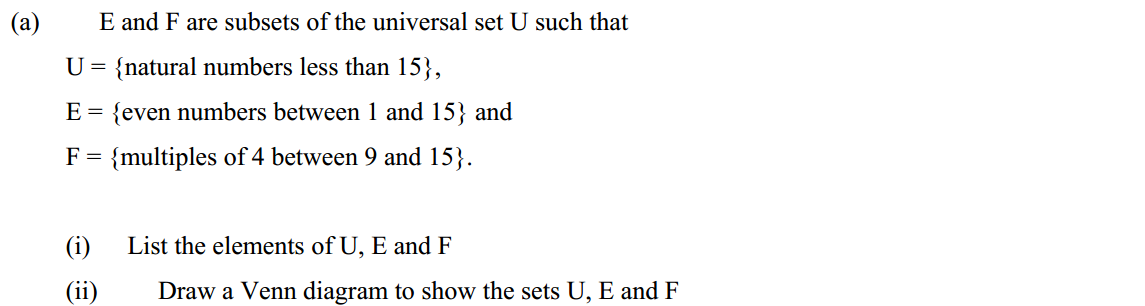 (a) E and F are subsets of the universal set U such that
U = {natural numbers less than 15},
E = {even numbers between 1 and 15} and
F = {multiples of 4 between 9 and 15}.
(i) List the elements of U, E and F
(ii) Draw a Venn diagram to show the sets U, E and F